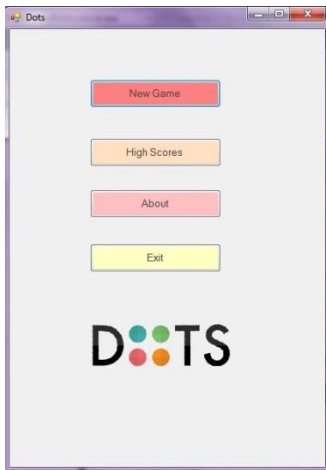 Dots
New Game
High Scores
About
Exit
DOTS